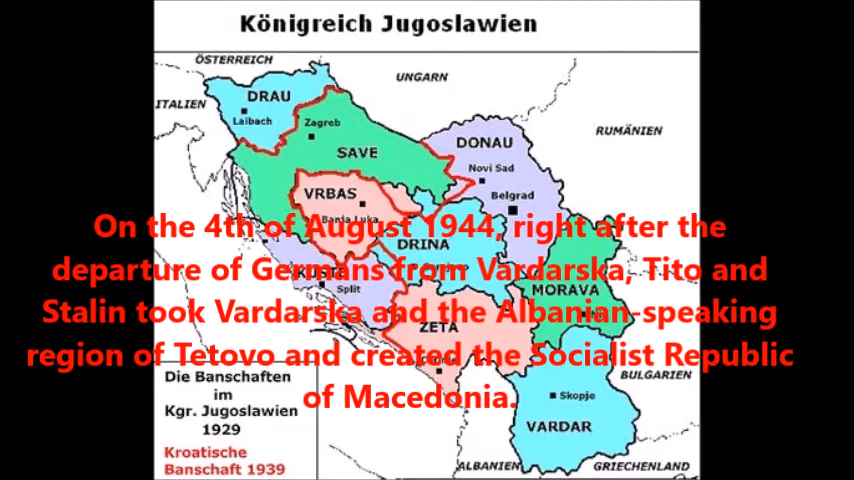 Königreich Jugoslawien
ÖSTERREICH
UNGARN
ITALIEN
DRAU
Laibach
Zagreb
RUMÄNIEN
SAVE
DONAU
Novi Sad
VRBAS
Belgrad
Banja Luka
On the 4th of August 1944, right after the
departure of Germans from Vardarska, Tito and
Stalin took Vardarska and the Albanian-speaking
region of Tetovo and created the Socialist Republic
of Macedonia.
DRINA
KÜSTE
Split
MORAVA
ZETA
BULGARIEN
Skopje
VARDAR
ALBANIEN
GRIECHENLAND
Die Banschaften
im
Kgr. Jugoslawien
1929
Kroatische
Banschaft 1939